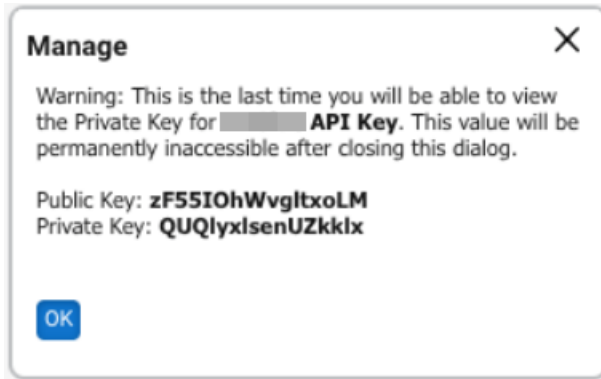 Manage
Warning: This is the last time you will be able to view
the Private Key for API Key. This value will be
permanently inaccessible after closing this dialog.
Public Key: zF55IOhWvgltxoLM
Private Key: QUQlyxlsenUZkklx
OK